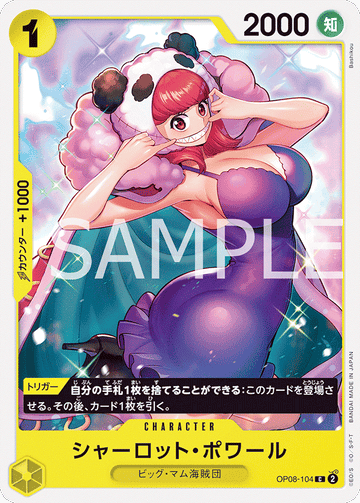 1
2000
知
Bashikou
カウンター +1000
SAMPLE
トリガー 自分の手札1枚を捨てることができる：このカードを登場さ
せる。その後、カード1枚を引く。
CHARACTER
シャーロット・ポワール
ビッグ・マム海賊団
OP08-104 C 2
©E.O./S. ©O.・S・F・T BANDAI MADE IN JAPAN